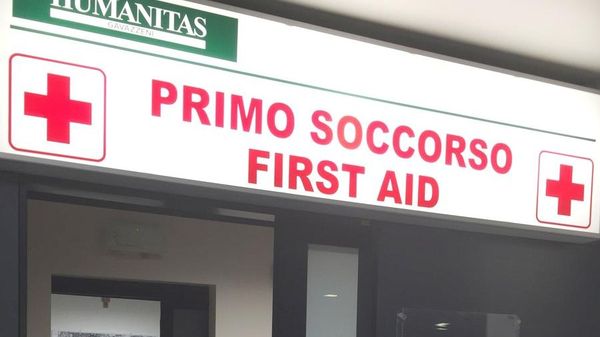 HUMANITAS
GAVAZZENI
PRIMO SOCCORSO
FIRST AID